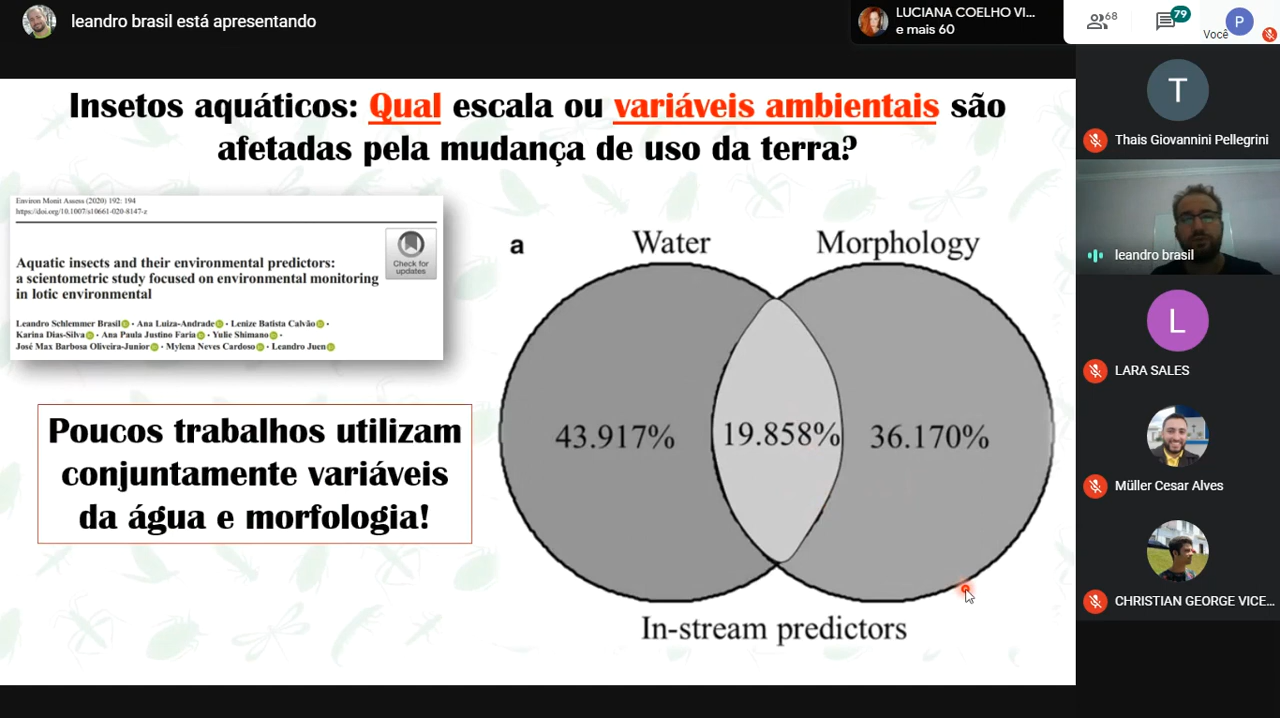 leandro brasil está apresentando
LUCIANA COELHO VI...
e mais 60
68
79
Você
P
Insetos aquáticos: Qual escala ou variáveis ambientais são
afetadas pela mudança de uso da terra?
Environ Monit Assess (2020) 192: 194
https://doi.org/10.1007/s10661-020-8147-z
Check for
updates
Aquatic insects and their environmental predictors:
a scientometric study focused on environmental monitoring
in lotic environmental
Leandro Schlemmer Brasil · Ana Luiza-Andrade · Lenize Batista Calvão ·
Karina Dias-Silva · Ana Paula Justino Faria · Yulie Shimano ·
José Max Barbosa Oliveira-Junior · Mylena Neves Cardoso · Leandro Juen
Poucos trabalhos utilizam
conjuntamente variáveis
da água e morfologia!
a
Water
Morphology
43.917%
19.858%
36.170%
In-stream predictors
T
Thais Giovannini Pellegrini
leandro brasil
L
LARA SALES
Müller Cesar Alves
CHRISTIAN GEORGE VICE...